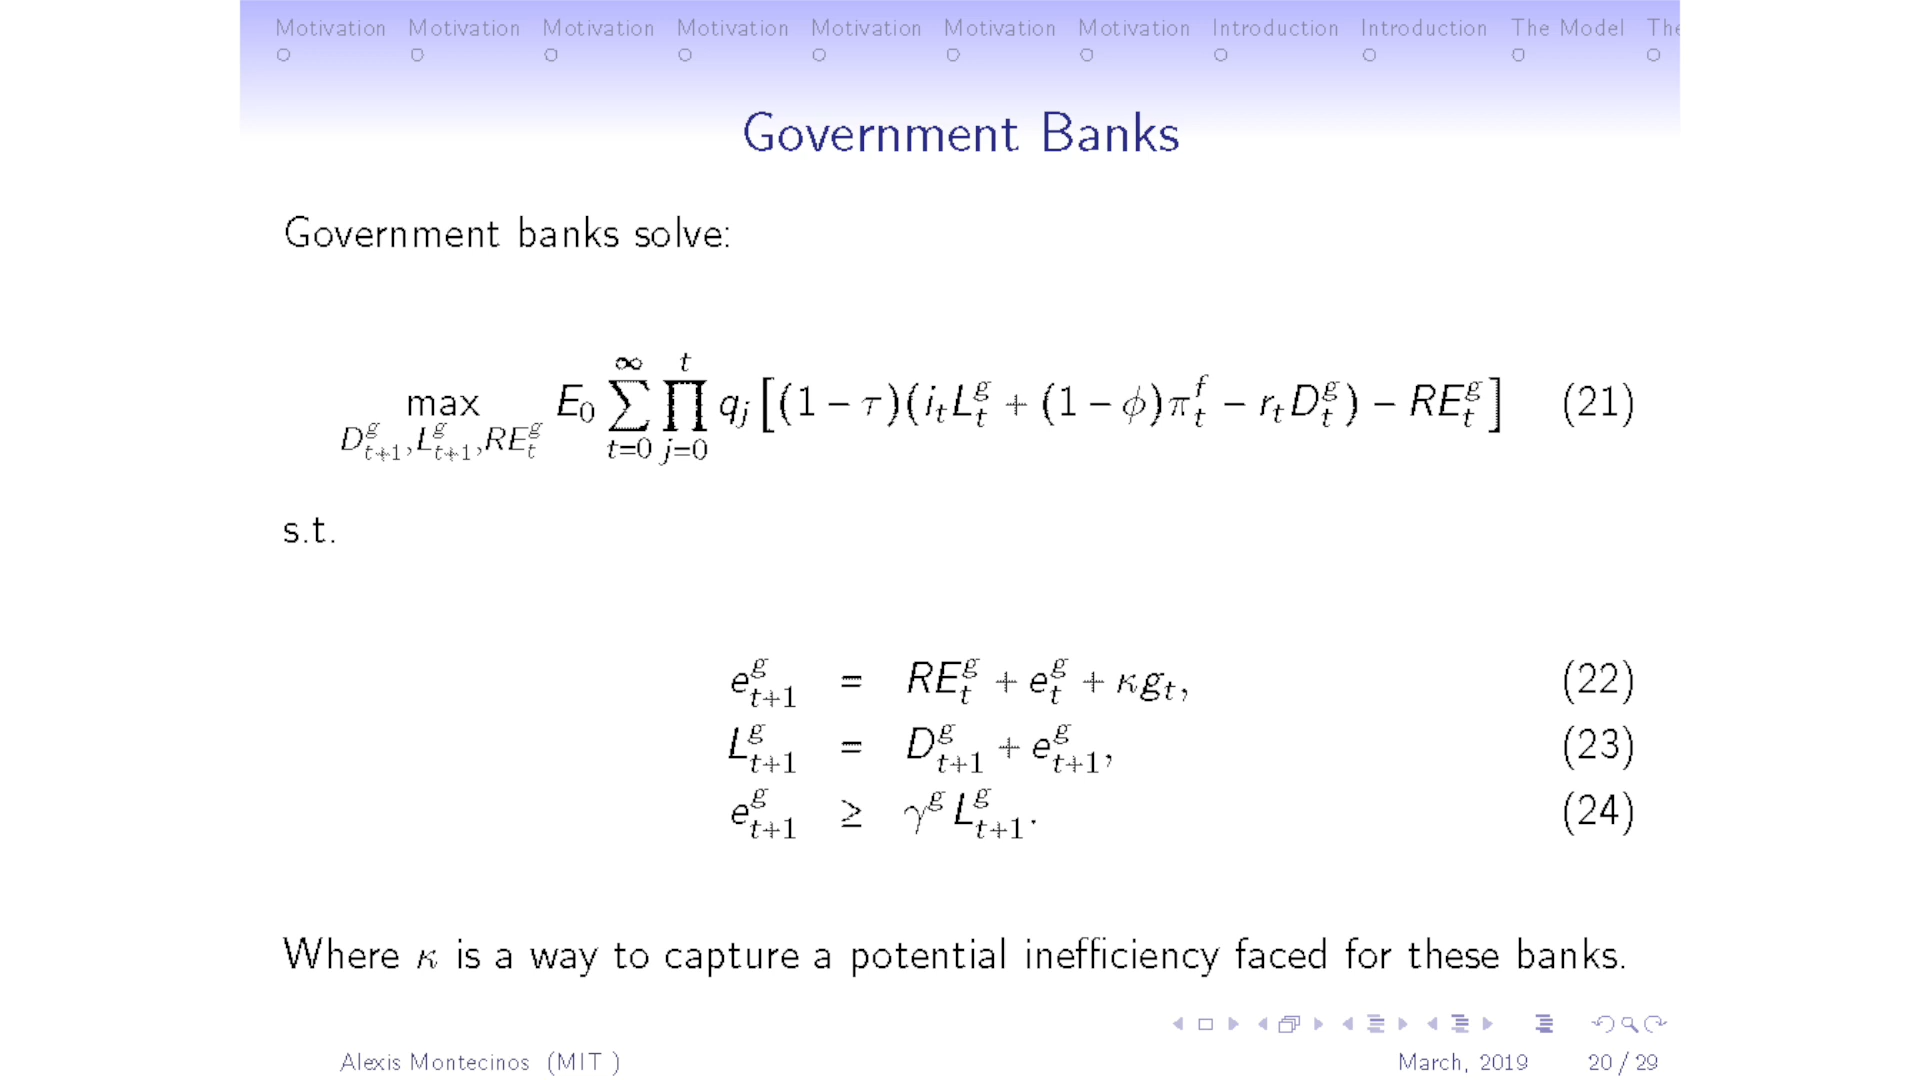 Motivation Motivation Motivation Motivation Motivation Motivation Motivation Introduction Introduction The Model The
Government Banks
Government banks solve:
max_{D^g_{t+1}, L^g_{t+1}, RE^g_t} E_0 ∑_{t=0}^{∞} ∏_{j=0}^{t} q_j [(1 − τ)(i_t L^g_t + (1 − ϕ)π^f_t − r_t D^g_t) − RE^g_t] (21)
s.t.
e^g_{t+1} = RE^g_t + e^g_t + κg_t, (22)
L^g_{t+1} = D^g_{t+1} + e^g_{t+1}, (23)
e^g_{t+1} ≥ γ^g L^g_{t+1}. (24)
Where κ is a way to capture a potential inefficiency faced for these banks.
Alexis Montecinos (MIT ) March, 2019 20 / 29